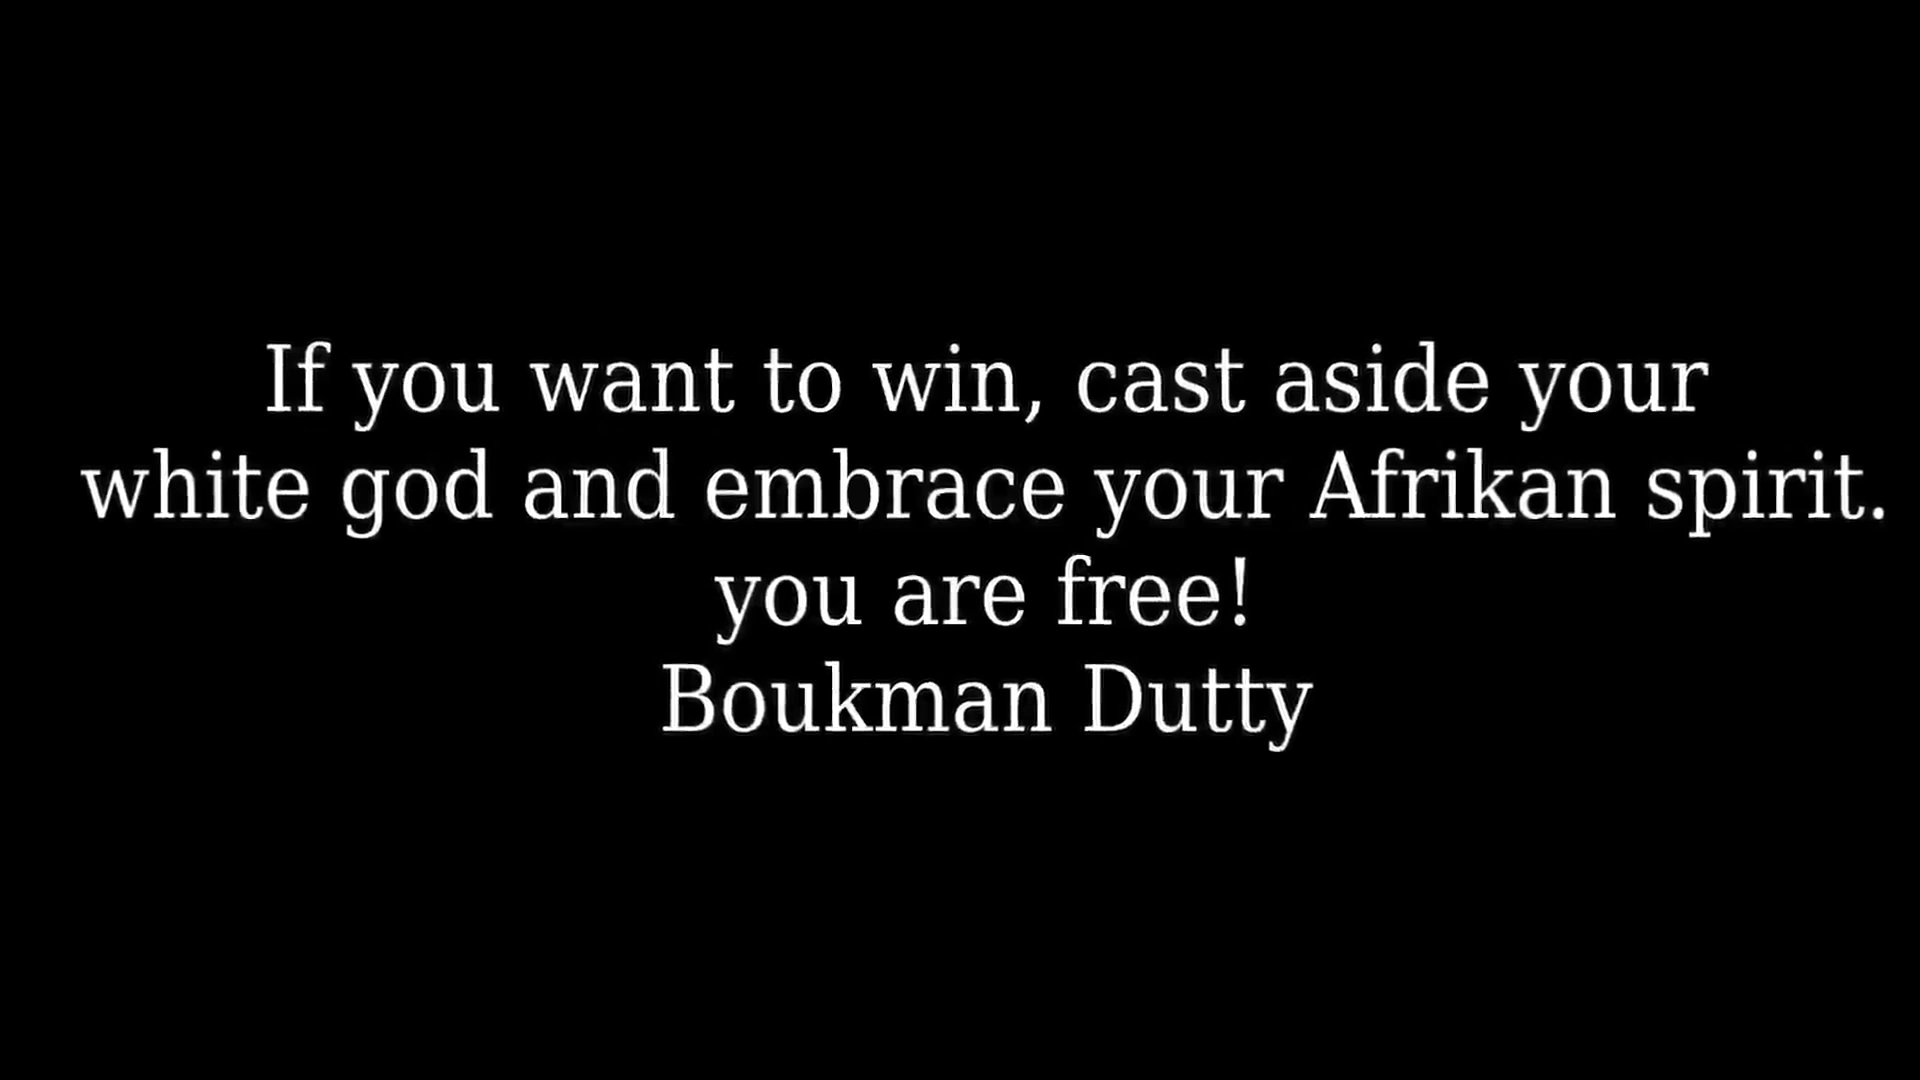 If you want to win, cast aside your
white god and embrace your Afrikan spirit.
you are free!
Boukman Dutty